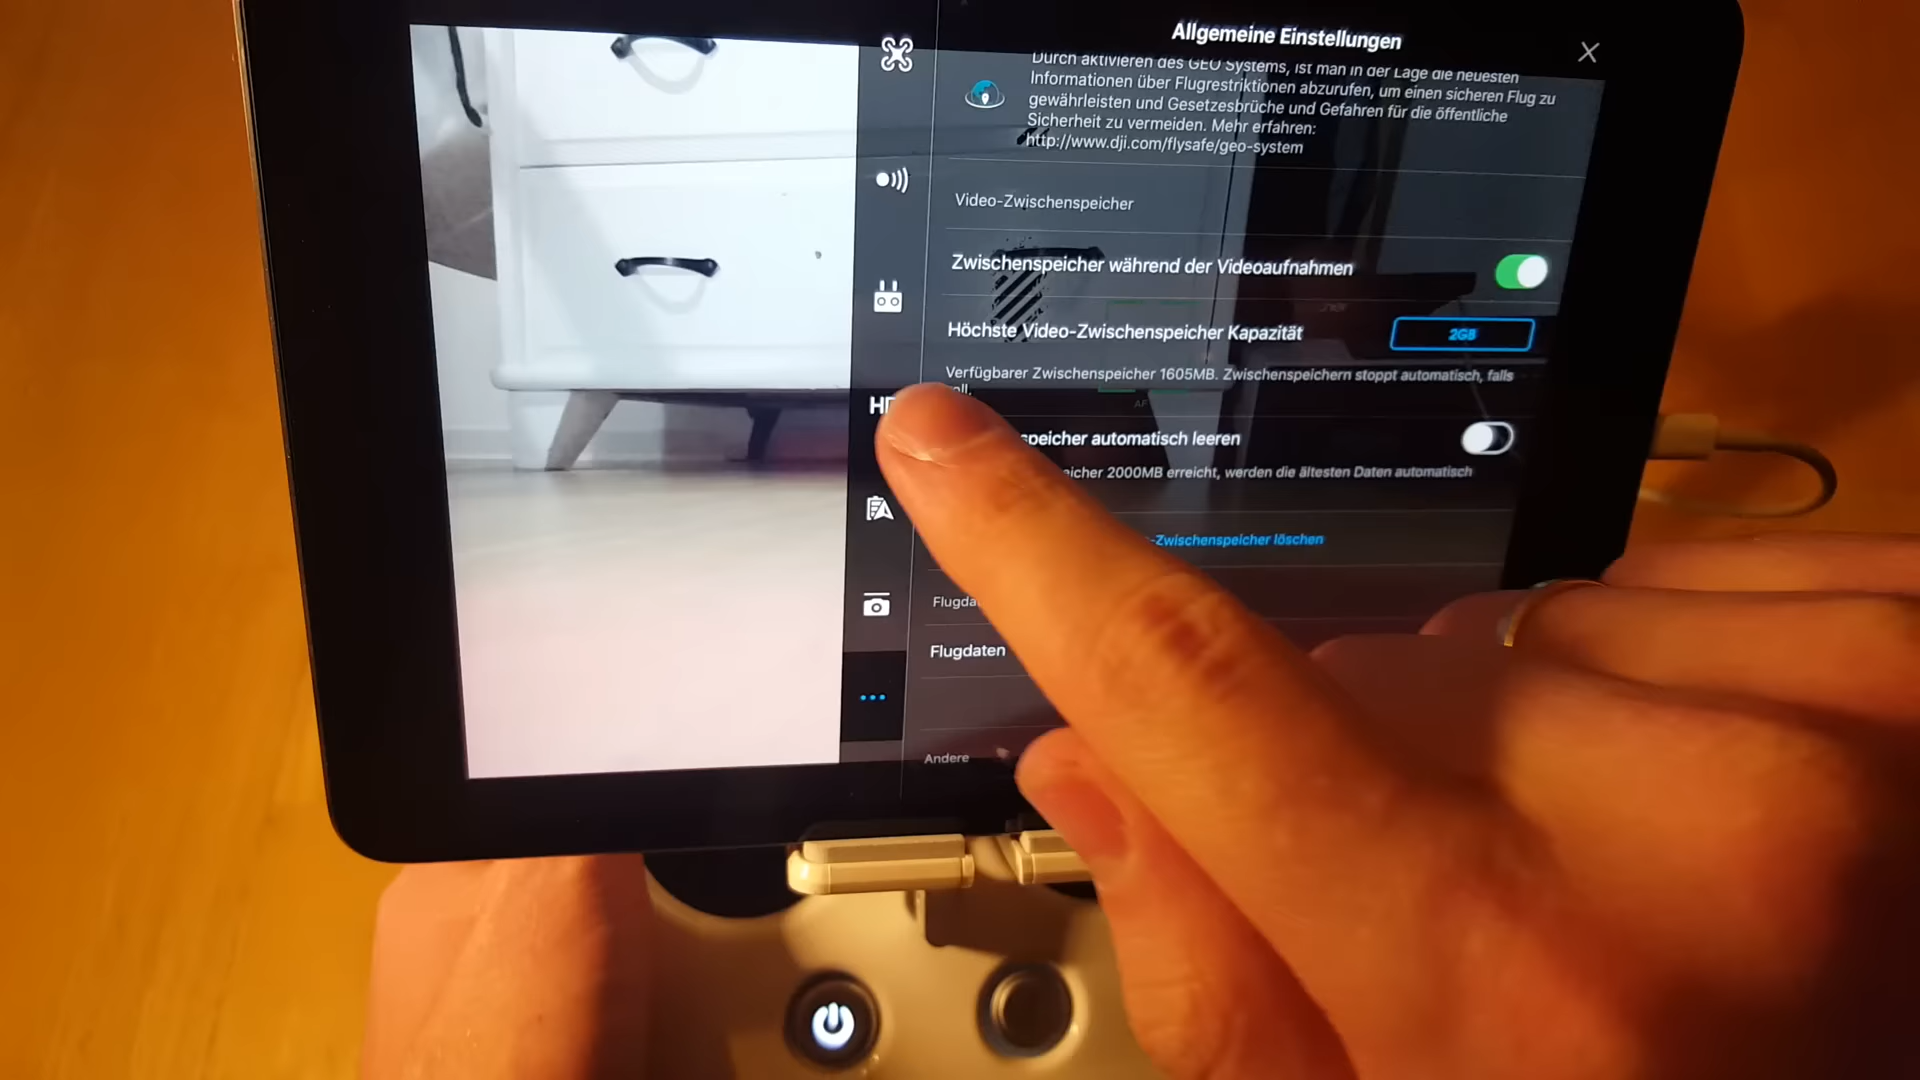 Allgemeine Einstellungen
Durch aktivieren des GEO Systems, ist man in der Lage die neuesten
Informationen über Flugrestriktionen abzurufen, um einen sicheren Flug zu
gewährleisten und Gesetzesbrüche und Gefahren für die öffentliche
Sicherheit zu vermeiden. Mehr erfahren:
http://www.dji.com/flysafe/geo-system
Video-Zwischenspeicher
Zwischenspeicher während der Videoaufnahmen
Höchste Video-Zwischenspeicher Kapazität
2GB
Verfügbarer Zwischenspeicher 1605MB. Zwischenspeichern stoppt automatisch, falls
oll.
HD
AF
speicher automatisch leeren
eicher 2000MB erreicht, werden die ältesten Daten automatisch
-Zwischenspeicher löschen
Flugda
Flugdaten
Andere